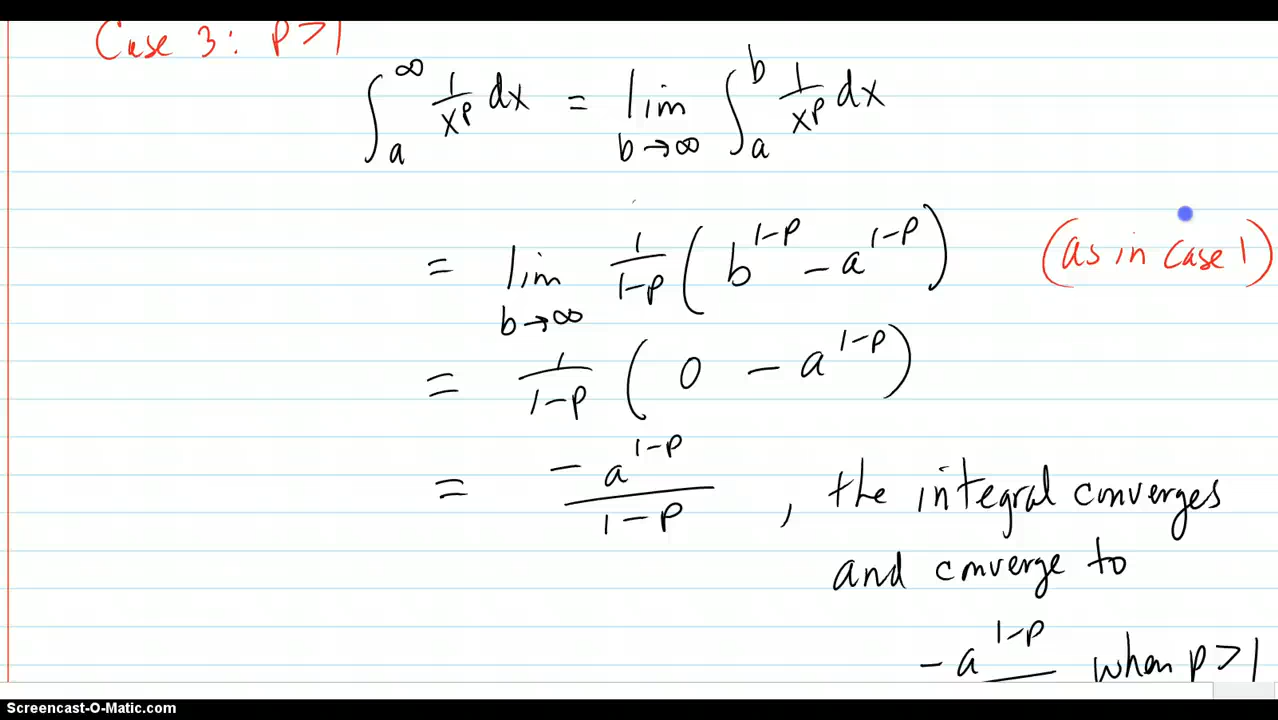 Case 3: p>1
∫_a^∞ 1/x^p dx = lim_{b→∞} ∫_a^b 1/x^p dx
= lim_{b→∞} 1/(1-p) (b^{1-p} - a^{1-p}) (as in case 1)
= 1/(1-p) (0 - a^{1-p})
= -a^{1-p}/(1-p) , the integral converges
and converge to
-a^{1-p} when p>1
Screencast-O-Matic.com